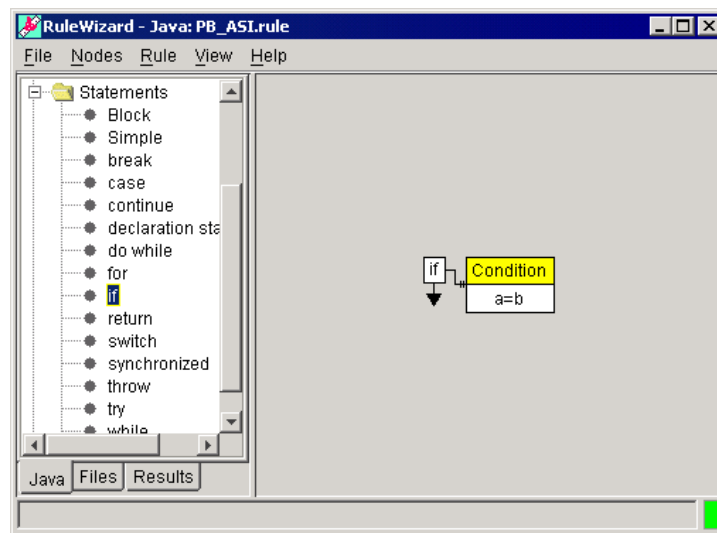 RuleWizard - Java: PB_ASI.rule
File Nodes Rule View Help
Statements
Block
Simple
break
case
continue
declaration sta
do while
for
if
return
switch
synchronized
throw
try
while
Java Files Results
if Condition
a=b